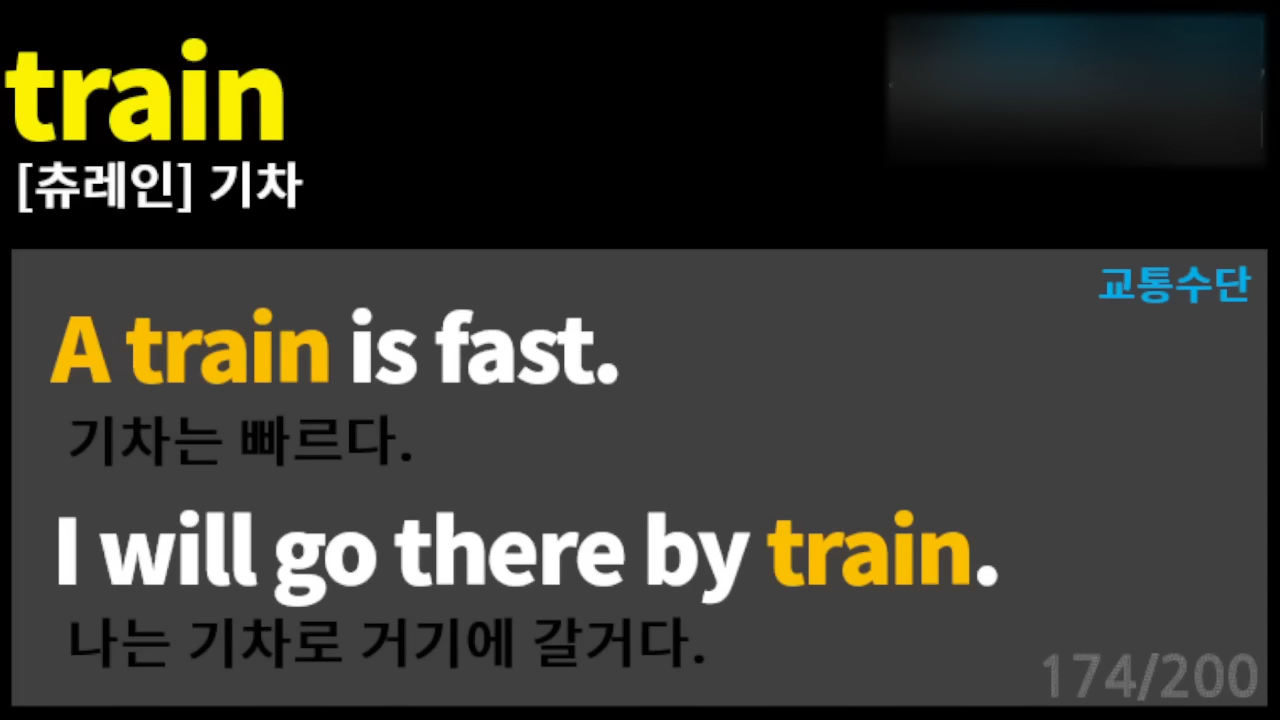 train
[츄레인] 기차
교통수단
A train is fast.
기차는 빠르다.
I will go there by train.
나는 기차로 거기에 갈거다.
174/200